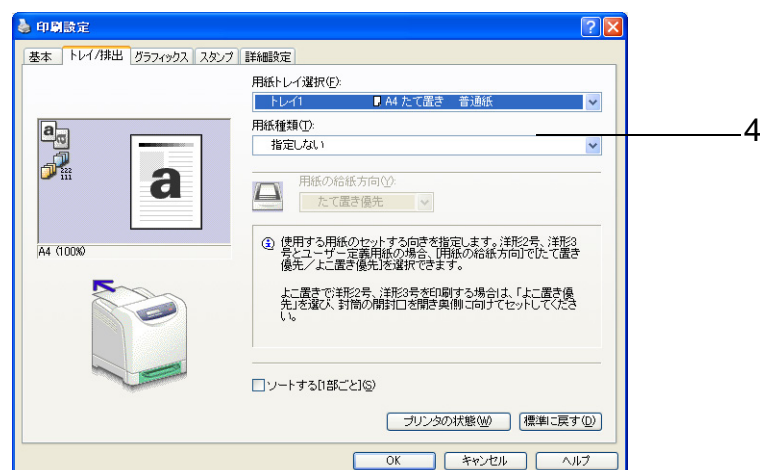 印刷設定
基本 トレイ/排出 グラフィックス スタンプ 詳細設定
用紙トレイ選択(F):
トレイ1 A4 たて置き 普通紙
用紙種類(T):
指定しない
4
用紙の給紙方向(Y):
たて置き優先
a
a
222
111
a
A4 (100%)
使用する用紙のセットする向きを指定します。洋形2号、洋形3
号とユーザー定義用紙の場合、[用紙の給紙方向]で[たて置き
優先/よこ置き優先]を選択できます。
よこ置きで洋形2号、洋形3号を印刷する場合は、「よこ置き優
先」を選び、封筒の開封口を開き奥側に向けてセットしてくださ
い。
ソートする[1部ごと](S)
プリンタの状態(W) 標準に戻す(D)
OK キャンセル ヘルプ